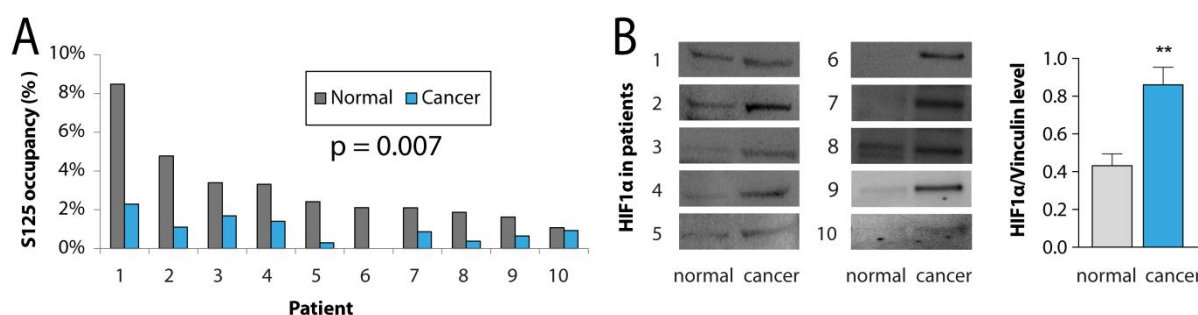 A
S125 occupancy (%)
10%
8%
6%
4%
2%
0%
Normal Cancer
p = 0.007
1 2 3 4 5 6 7 8 9 10
Patient
B
HIF1α in patients
1
2
3
4
5
normal cancer
6
7
8
9
10
normal cancer
HIF1α/Vinculin level
1.0
0.8
0.6
0.4
0.2
0.0
**
normal cancer